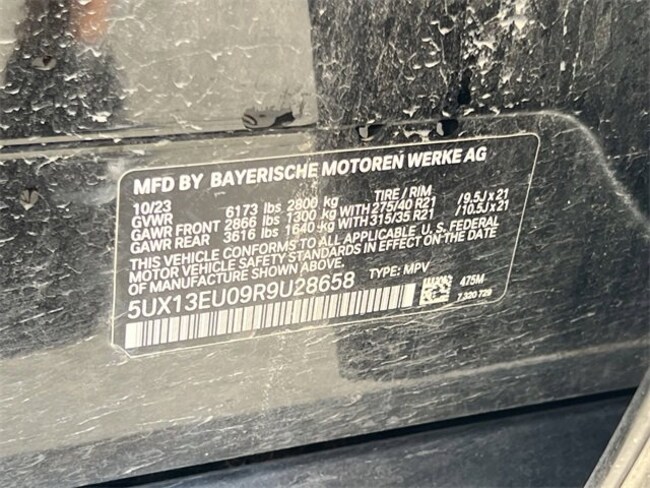 MFD BY BAYERISCHE MOTOREN WERKE AG
10/23 TIRE / RIM
GVWR 6173 lbs 2800 kg
GAWR FRONT 2866 lbs 1300 kg WITH 275/40 R21 /9.5J x 21
GAWR REAR 3616 lbs 1640 kg WITH 315/35 R21 /10.5J x 21
THIS VEHICLE CONFORMS TO ALL APPLICABLE U.S. FEDERAL
MOTOR VEHICLE SAFETY STANDARDS IN EFFECT ON THE DATE
OF MANUFACTURE SHOWN ABOVE.
5UX13EU09R9U28658 TYPE: MPV
475M
7 320 729